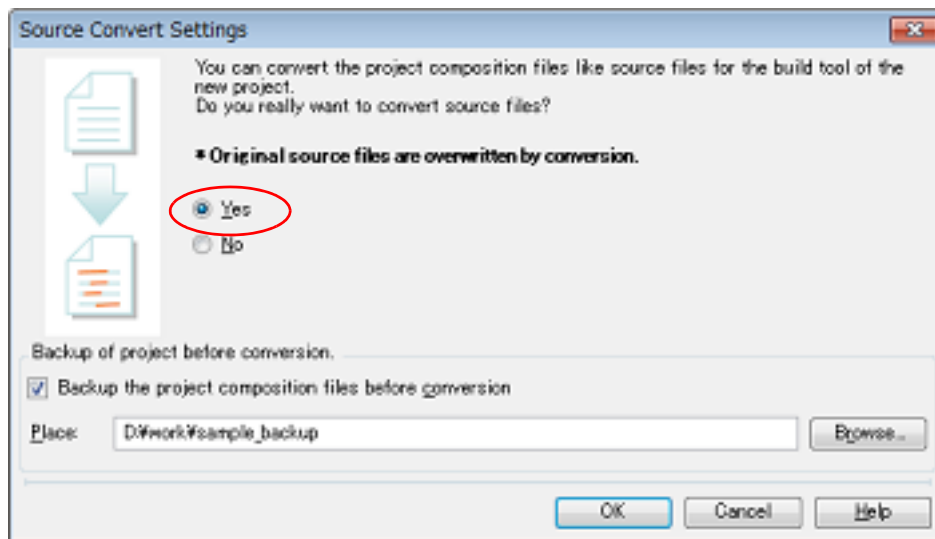 Source Convert Settings
You can convert the project composition files like source files for the build tool of the
new project.
Do you really want to convert source files?
* Original source files are overwritten by conversion.
Yes
No
Backup of project before conversion.
Backup the project composition files before conversion
Place: D:¥work¥sample_backup Browse...
OK Cancel Help